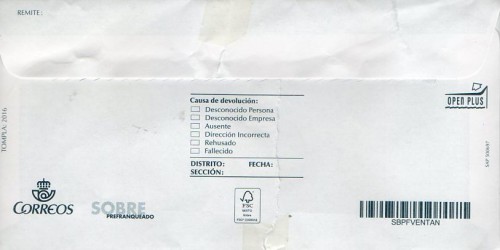 REMITE:
OPEN PLUS
TOMPLA: 2016
Causa de devolución:
Desconocido Persona
Desconocido Empresa
Ausente
Dirección Incorrecta
Rehusado
Fallecido
DISTRITO: FECHA:
SECCIÓN:
CORREOS
SOBRE
PREFRANQUEADO
FSC
SBPFVENTAN